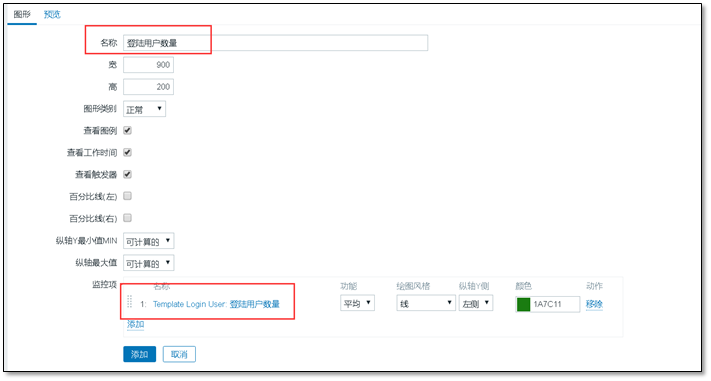 图形 预览
名称 登陆用户数量
宽 900
高 200
图形类别 正常
查看图例
查看工作时间
查看触发器
百分比线(左)
百分比线(右)
纵轴Y最小值MIN 可计算的
纵轴最大值 可计算的
监控项 名称 功能 绘图风格 纵轴Y侧 颜色 动作
1: Template Login User: 登陆用户数量 平均 线 左侧 1A7C11 移除
添加
添加 取消